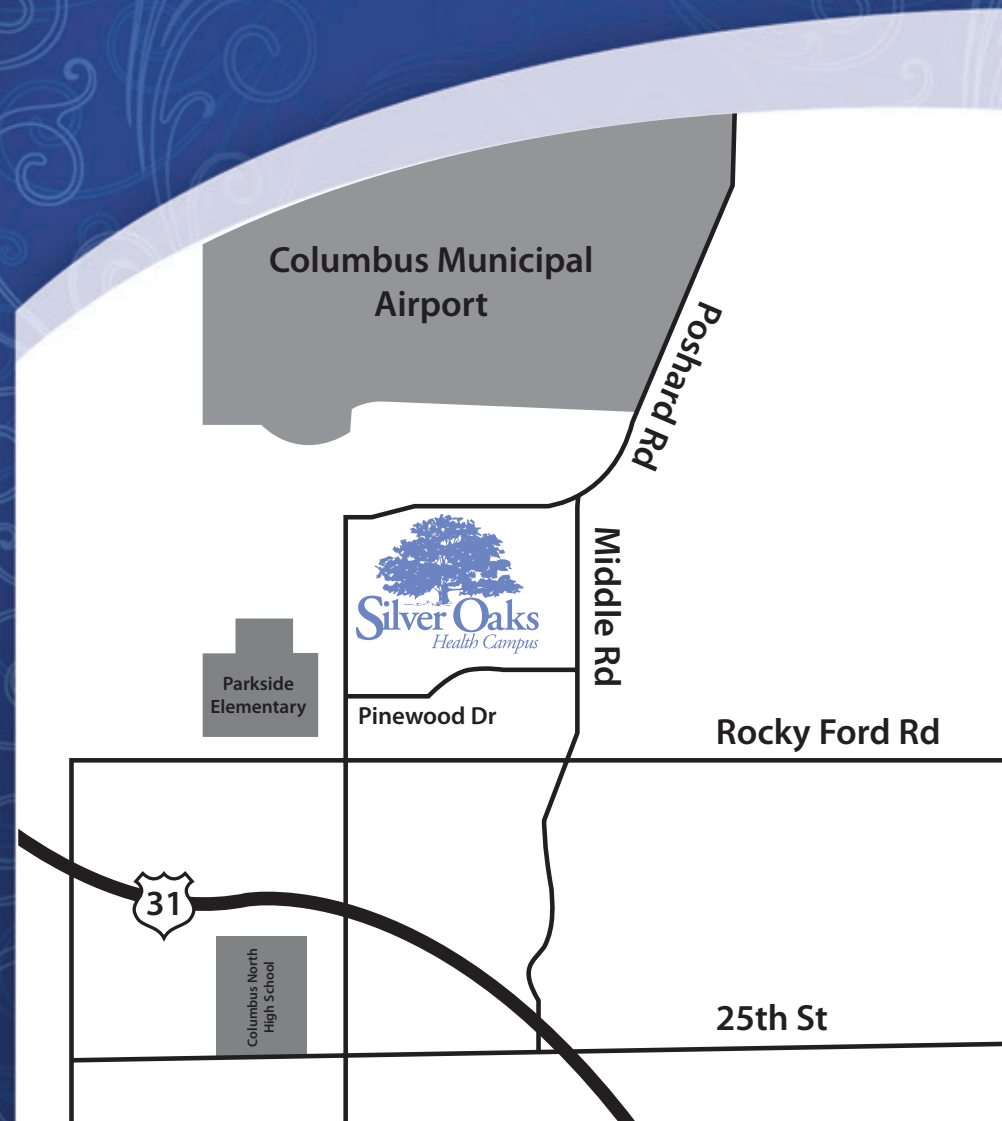 Columbus Municipal
Airport
Poshard Rd
Silver Oaks
Health Campus
Middle Rd
Parkside
Elementary
Pinewood Dr
Rocky Ford Rd
31
Columbus North
High School
25th St